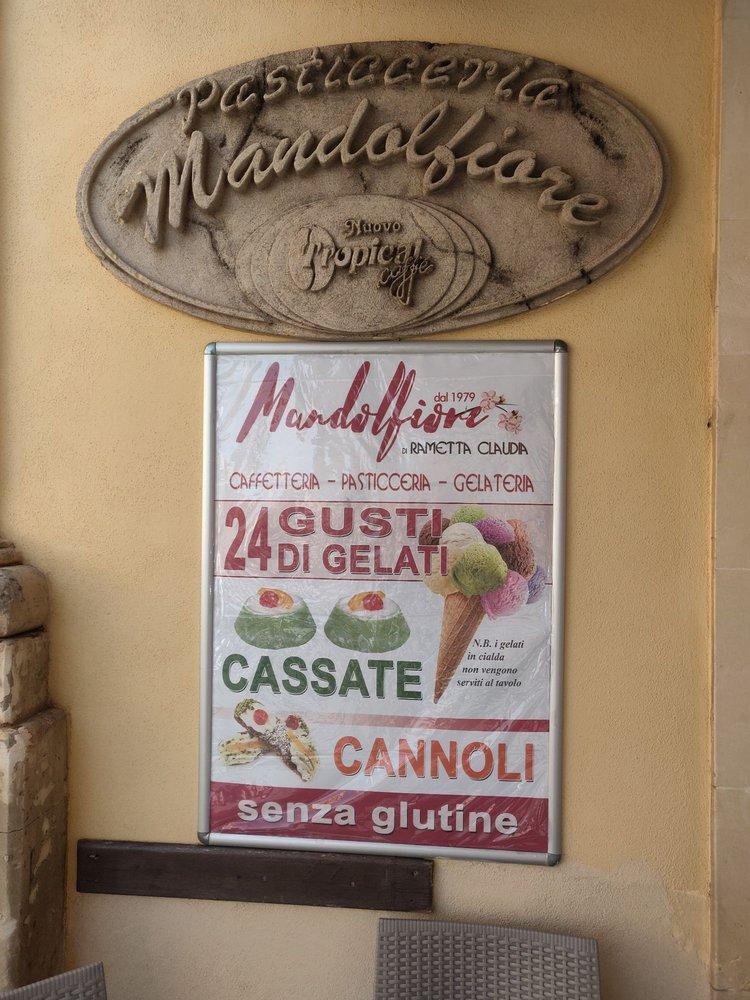 Pasticceria
Mandolfiore
Nuovo
Tropical
caffè
Mandolfiore
dal 1979
DI RAMETTA CLAUDIA
CAFFETTERIA - PASTICCERIA - GELATERIA
24 GUSTI
DI GELATI
N.B. i gelati
in cialda
non vengono
serviti al tavolo
CASSATE
CANNOLI
senza glutine